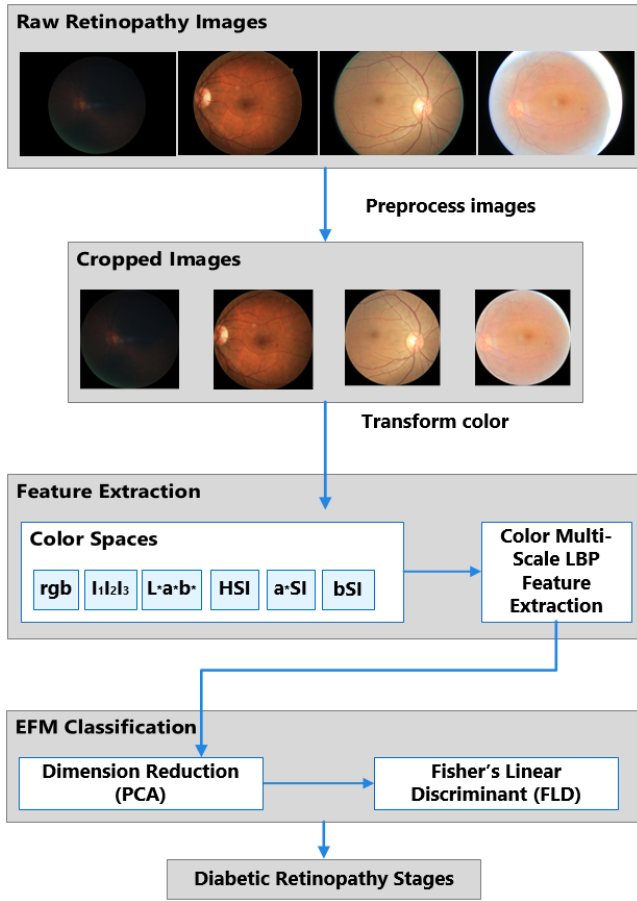 Raw Retinopathy Images
Preprocess images
Cropped Images
Transform color
Feature Extraction
Color Spaces
rgb
I₁I₂I₃
L*a*b*
HSI
a*SI
bSI
Color Multi-
Scale LBP
Feature
Extraction
EFM Classification
Dimension Reduction
(PCA)
Fisher's Linear
Discriminant (FLD)
Diabetic Retinopathy Stages